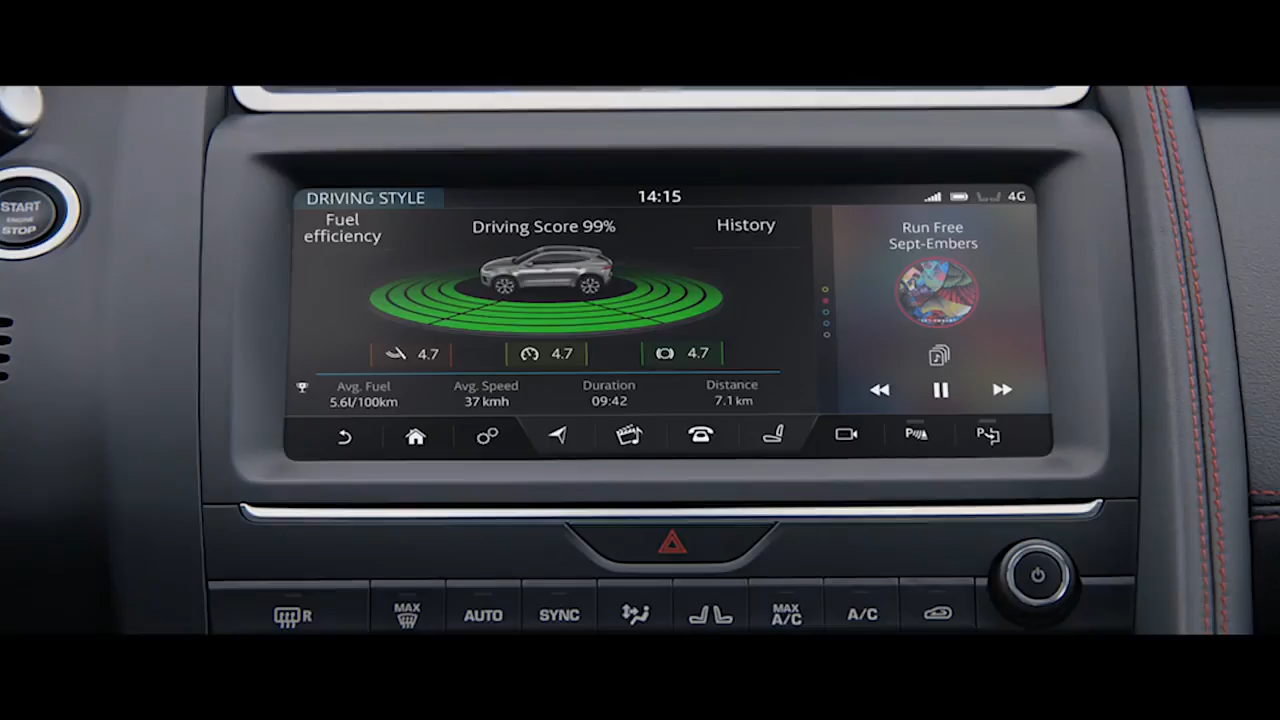 START
ENGINE
STOP
DRIVING STYLE
14:15
4G
Fuel
efficiency
Driving Score 99%
History
Run Free
Sept-Embers
4.7
4.7
4.7
Avg. Fuel
5.6l/100km
Avg. Speed
37 kmh
Duration
09:42
Distance
7.1 km
P
P
R
MAX
AUTO
SYNC
MAX
A/C
A/C